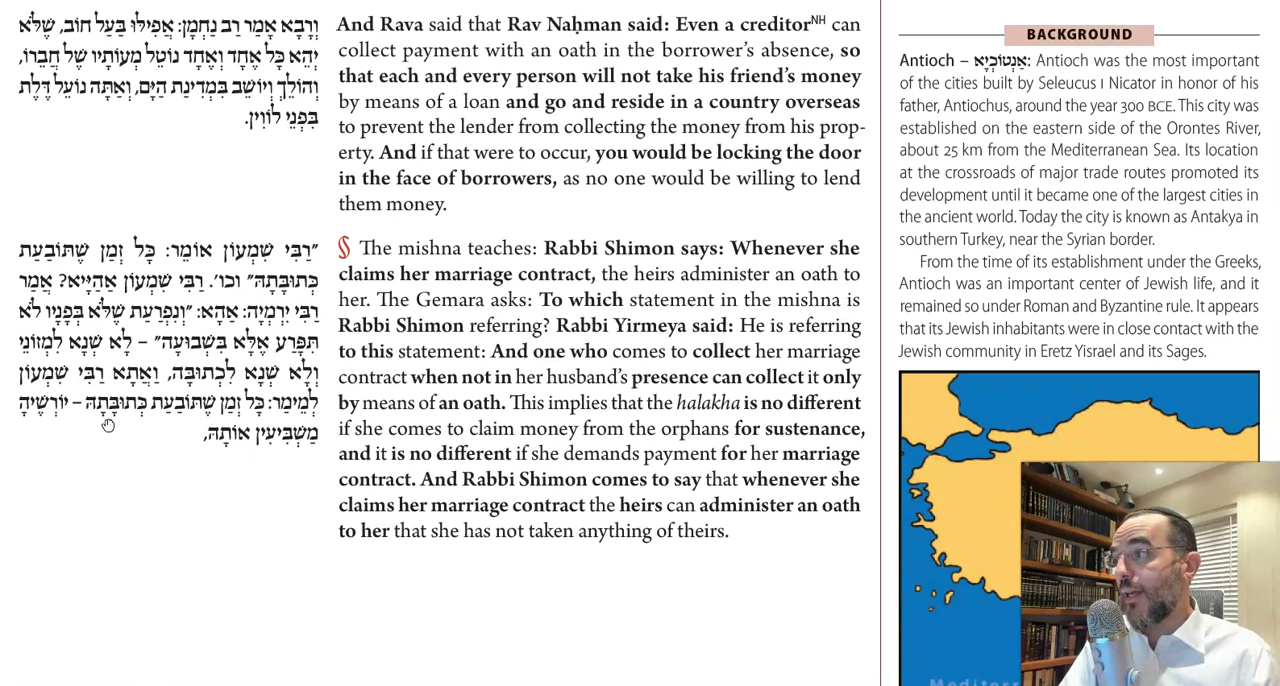 וְרָבָא אָמַר רַב נַחְמָן: אֲפִילּוּ בַּעַל חוֹב, שֶׁלֹּא
יְהֵא כָּל אֶחָד וְאֶחָד נוֹטֵל מְעוֹתָיו שֶׁל חֲבֵרוֹ,
וְהוֹלֵךְ וְיוֹשֵׁב בִּמְדִינַת הַיָּם, וְאַתָּה נוֹעֵל דֶּלֶת
בִּפְנֵי לוֹוִין.
And Rava said that Rav Naḥman said: Even a creditorNH can
collect payment with an oath in the borrower's absence, so
that each and every person will not take his friend's money
by means of a loan and go and reside in a country overseas
to prevent the lender from collecting the money from his prop-
erty. And if that were to occur, you would be locking the door
in the face of borrowers, as no one would be willing to lend
them money.
״רַבִּי שִׁמְעוֹן אוֹמֵר: כָּל זְמַן שֶׁתּוֹבַעַת
כְּתוּבָּתָהּ״ וכו׳. רַבִּי שִׁמְעוֹן אַהַיָּיא? אָמַר
רַבִּי יִרְמְיָה: אַהָא: ״וְנִפְרַעַת שֶׁלֹּא בְּפָנָיו לֹא
תִּפָּרַע אֶלָּא בִּשְׁבוּעָה״ – לָא שְׁנָא לִמְזוֹנֵי
וְלָא שְׁנָא לִכְתוּבָּה, וַאֲתָא רַבִּי שִׁמְעוֹן
לְמֵימַר: כָּל זְמַן שֶׁתּוֹבַעַת כְּתוּבָּתָהּ – יוֹרְשֶׁיהָ
מַשְׁבִּיעִין אוֹתָהּ,
§ The mishna teaches: Rabbi Shimon says: Whenever she
claims her marriage contract, the heirs administer an oath to
her. The Gemara asks: To which statement in the mishna is
Rabbi Shimon referring? Rabbi Yirmeya said: He is referring
to this statement: And one who comes to collect her marriage
contract when not in her husband's presence can collect it only
by means of an oath. This implies that the halakha is no different
if she comes to claim money from the orphans for sustenance,
and it is no different if she demands payment for her marriage
contract. And Rabbi Shimon comes to say that whenever she
claims her marriage contract the heirs can administer an oath
to her that she has not taken anything of theirs.
BACKGROUND
Antioch – אַנְטוֹכְיָא: Antioch was the most important
of the cities built by Seleucus I Nicator in honor of his
father, Antiochus, around the year 300 BCE. This city was
established on the eastern side of the Orontes River,
about 25 km from the Mediterranean Sea. Its location
at the crossroads of major trade routes promoted its
development until it became one of the largest cities in
the ancient world. Today the city is known as Antakya in
southern Turkey, near the Syrian border.
From the time of its establishment under the Greeks,
Antioch was an important center of Jewish life, and it
remained so under Roman and Byzantine rule. It appears
that its Jewish inhabitants were in close contact with the
Jewish community in Eretz Yisrael and its Sages.